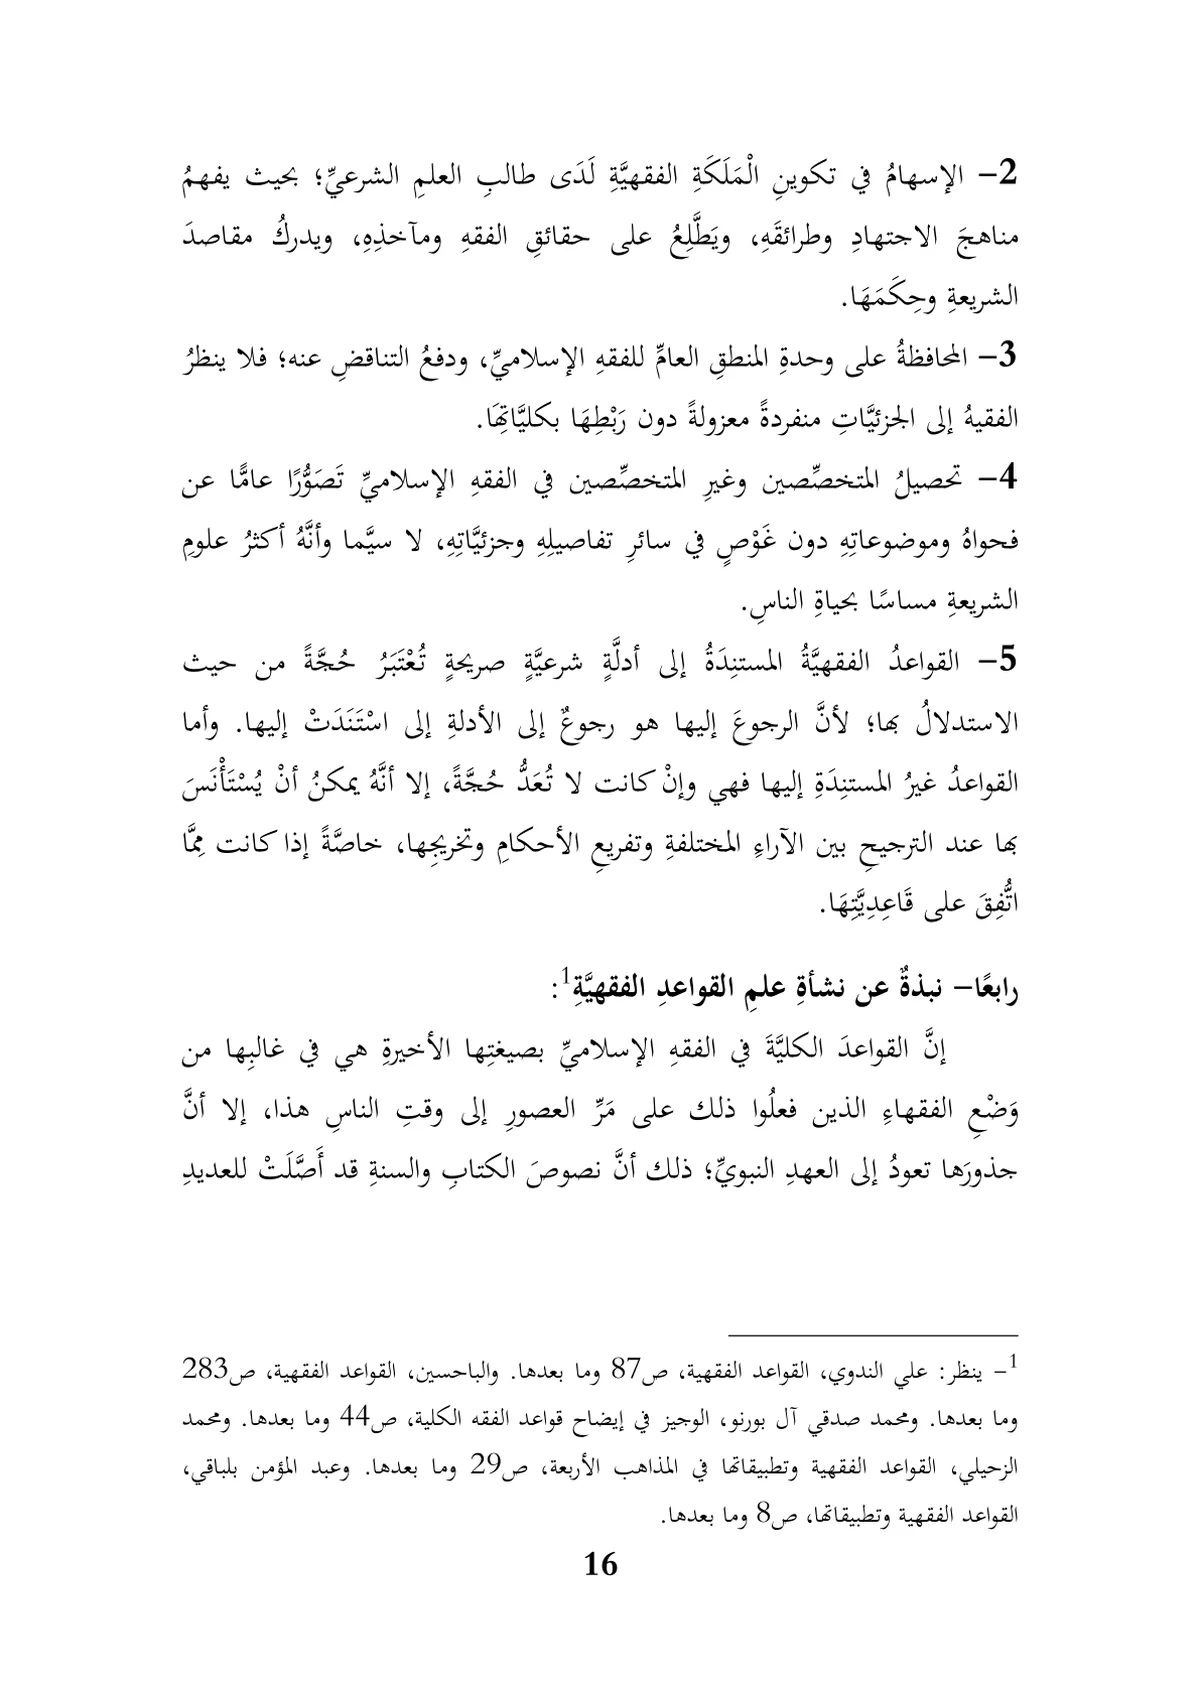 2- الإسهامُ في تكوينِ الْمَلَكَةِ الفقهيَّةِ لَدَى طالبِ العلمِ الشرعيِّ؛ بحيث يفهمُ
مناهجَ الاجتهادِ وطرائقَهِ، ويَطَّلِعُ على حقائقِ الفقهِ ومآخذِهِ، ويدركُ مقاصدَ
الشريعةِ وحِكَمَهَا.
3- المحافظةُ على وحدةِ المنطقِ العامِّ للفقهِ الإسلاميِّ، ودفعُ التناقضِ عنه؛ فلا ينظرُ
الفقيهُ إلى الجزئيَّاتِ منفردةً معزولةً دون رَبْطِهَا بكليَّاتِهَا.
4- تحصيلُ المتخصِّصين وغيرِ المتخصِّصين في الفقهِ الإسلاميِّ تَصَوُّرًا عامًّا عن
فحواهُ وموضوعاتِهِ دون غَوْصٍ في سائرِ تفاصيلِهِ وجزئيَّاتِهِ، لا سيَّما وأنَّهُ أكثرُ علومِ
الشريعةِ مساسًا بحياةِ الناسِ.
5- القواعدُ الفقهيَّةُ المستنِدَةُ إلى أدلَّةٍ شرعيَّةٍ صريحةٍ تُعْتَبَرُ حُجَّةً من حيث
الاستدلالُ بها؛ لأنَّ الرجوعَ إليها هو رجوعٌ إلى الأدلةِ إلى اسْتَنَدَتْ إليها. وأما
القواعدُ غيرُ المستنِدَةِ إليها فهي وإنْ كانت لا تُعَدُّ حُجَّةً، إلا أنَّهُ يمكنُ أنْ يُسْتَأْنَسَ
بها عند الترجيحِ بين الآراءِ المختلفةِ وتفريعِ الأحكامِ وتخريجِها، خاصَّةً إذا كانت مِمَّا
اتُّفِقَ على قَاعِدِيَّتِهَا.
رابعًا- نبذةٌ عن نشأةِ علمِ القواعدِ الفقهيَّةِ1:
إنَّ القواعدَ الكليَّةَ في الفقهِ الإسلاميِّ بصيغتِها الأخيرةِ هي في غالبِها من
وَضْعِ الفقهاءِ الذين فعلُوا ذلك على مَرِّ العصورِ إلى وقتِ الناسِ هذا، إلا أنَّ
جذورَها تعودُ إلى العهدِ النبويِّ؛ ذلك أنَّ نصوصَ الكتابِ والسنةِ قد أَصَّلَتْ للعديدِ
1- ينظر: علي الندوي، القواعد الفقهية، ص87 وما بعدها. والباحسين، القواعد الفقهية، ص283
وما بعدها. ومحمد صدقي آل بورنو، الوجيز في إيضاح قواعد الفقه الكلية، ص44 وما بعدها. ومحمد
الزحيلي، القواعد الفقهية وتطبيقاتها في المذاهب الأربعة، ص29 وما بعدها. وعبد المؤمن بلباقي،
القواعد الفقهية وتطبيقاتها، ص8 وما بعدها.
16